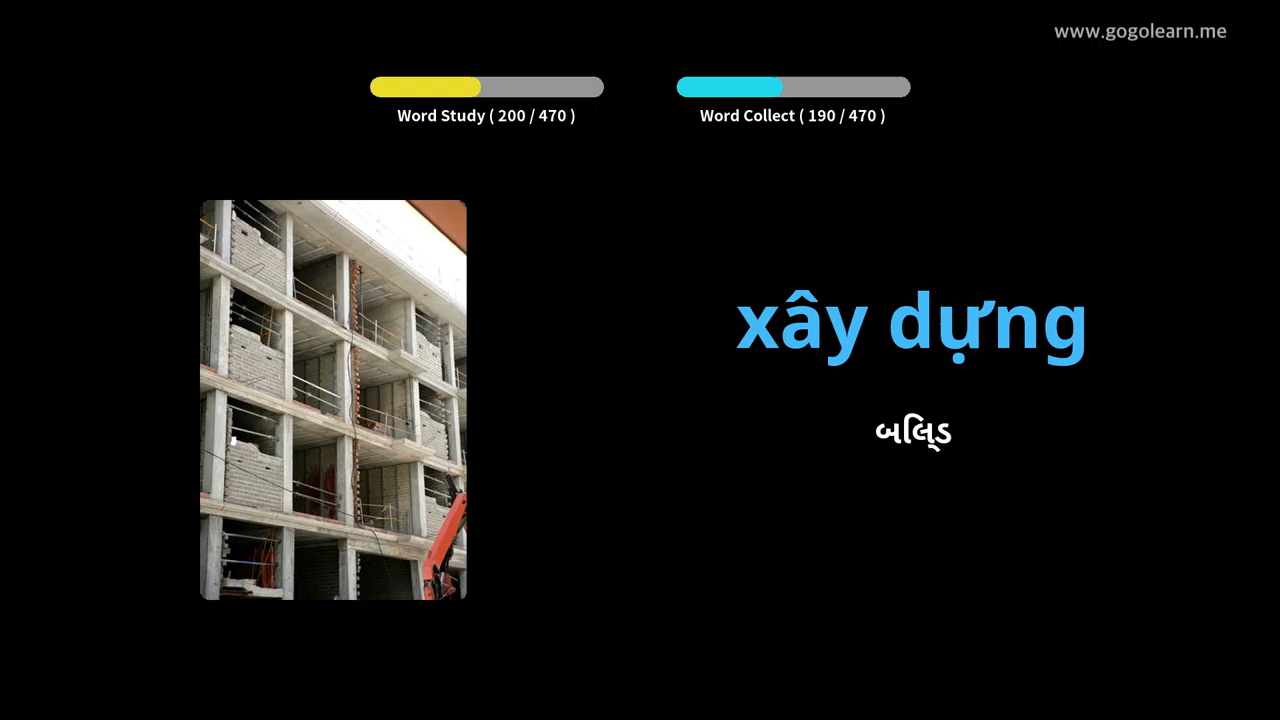 www.gogolearn.me
Word Study ( 200 / 470 )
Word Collect ( 190 / 470 )
xây dựng
બિલ્ડ